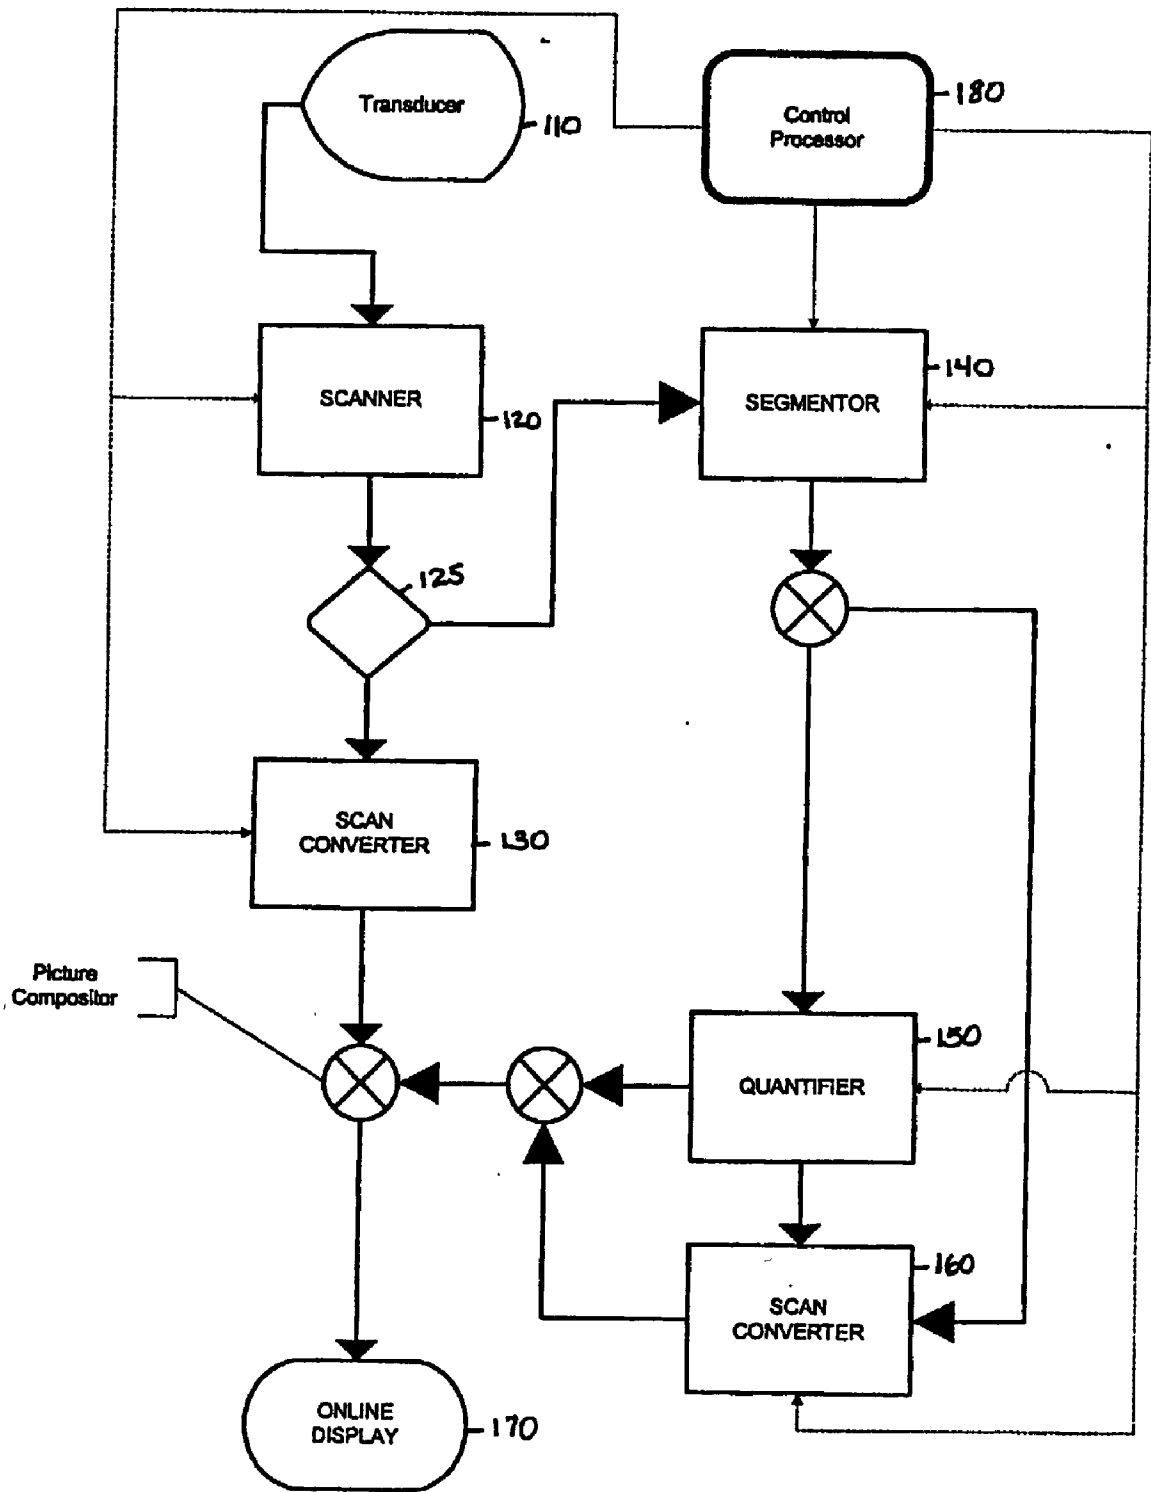 Transducer
110
Control
Processor
180
SCANNER
120
SEGMENTOR
140
125
SCAN
CONVERTER
130
Picture
Compositor
QUANTIFIER
150
SCAN
CONVERTER
160
ONLINE
DISPLAY
170